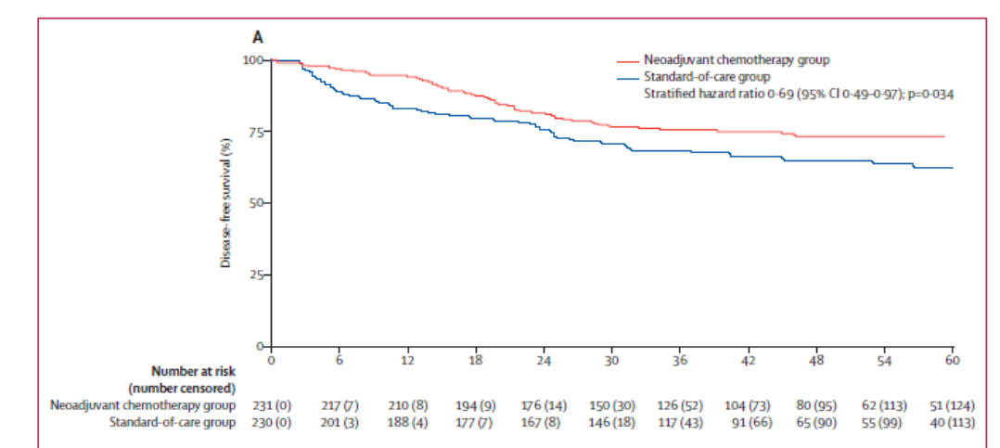 A
100
75
50
25
0
Disease-free survival (%)
Neoadjuvant chemotherapy group
Standard-of-care group
Stratified hazard ratio 0·69 (95% CI 0·49–0·97); p=0·034
0 6 12 18 24 30 36 42 48 54 60
Number at risk
(number censored)
Neoadjuvant chemotherapy group 231 (0) 217 (7) 210 (8) 194 (9) 176 (14) 150 (30) 126 (52) 104 (73) 80 (95) 62 (113) 51 (124)
Standard-of-care group 230 (0) 201 (3) 188 (4) 177 (7) 167 (8) 146 (18) 117 (43) 91 (66) 65 (90) 55 (99) 40 (113)